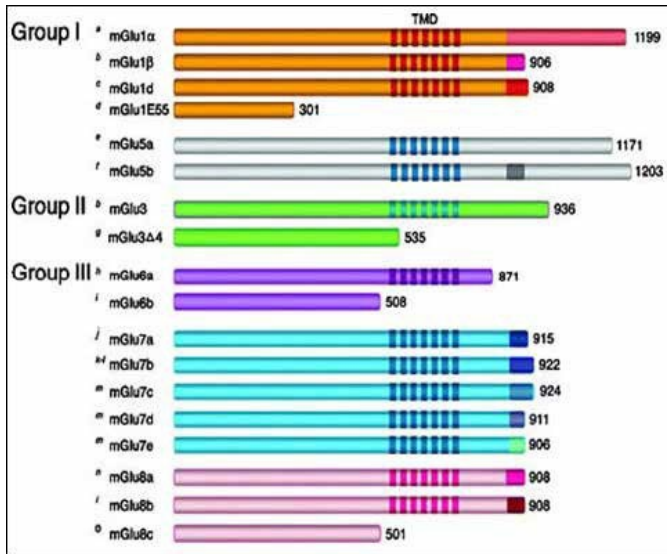 TMD
Group I a mGlu1α 1199
b mGlu1β 906
c mGlu1d 908
d mGlu1E55 301
e mGlu5a 1171
f mGlu5b 1203
Group II b mGlu3 936
g mGlu3Δ4 535
Group III h mGlu6a 871
i mGlu6b 508
j mGlu7a 915
k-l mGlu7b 922
m mGlu7c 924
m mGlu7d 911
m mGlu7e 906
n mGlu8a 908
i mGlu8b 908
o mGlu8c 501